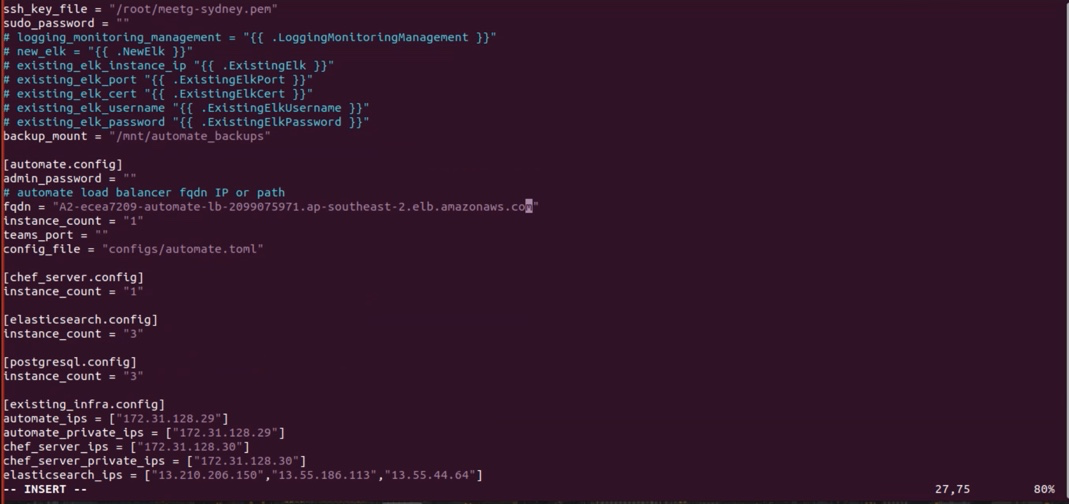 ssh_key_file = "/root/meetg-sydney.pem"
sudo_password = ""
# logging_monitoring_management = "{{ .LoggingMonitoringManagement }}"
# new_elk = "{{ .NewElk }}"
# existing_elk_instance_ip "{{ .ExistingElk }}"
# existing_elk_port "{{ .ExistingElkPort }}"
# existing_elk_cert "{{ .ExistingElkCert }}"
# existing_elk_username "{{ .ExistingElkUsername }}"
# existing_elk_password "{{ .ExistingElkPassword }}"
backup_mount = "/mnt/automate_backups"
[automate.config]
admin_password = ""
# automate load balancer fqdn IP or path
fqdn = "A2-ecea7209-automate-lb-2099075971.ap-southeast-2.elb.amazonaws.com"
instance_count = "1"
teams_port = ""
config_file = "configs/automate.toml"
[chef_server.config]
instance_count = "1"
[elasticsearch.config]
instance_count = "3"
[postgresql.config]
instance_count = "3"
[existing_infra.config]
automate_ips = ["172.31.128.29"]
automate_private_ips = ["172.31.128.29"]
chef_server_ips = ["172.31.128.30"]
chef_server_private_ips = ["172.31.128.30"]
elasticsearch_ips = ["13.210.206.150","13.55.186.113","13.55.44.64"]
-- INSERT -- 27,75 80%